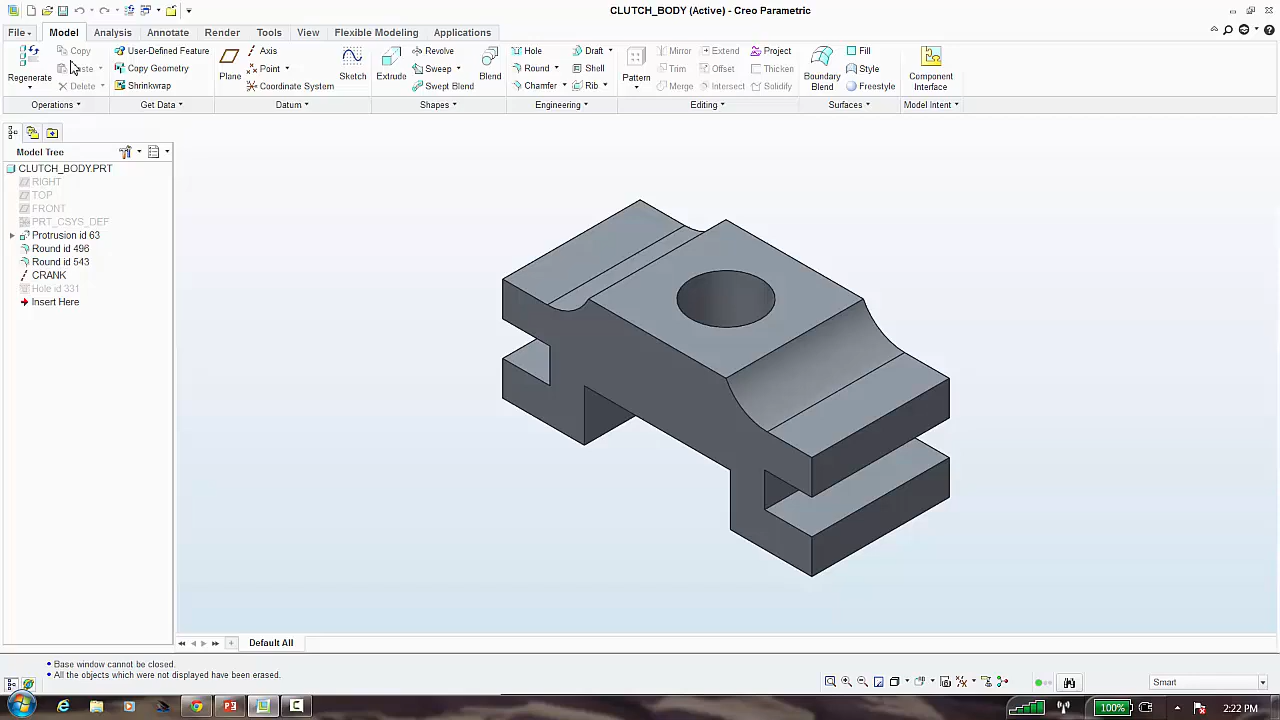 CLUTCH_BODY (Active) - Creo Parametric
File Model Analysis Annotate Render Tools View Flexible Modeling Applications
Regenerate Copy Delete
Operations
User-Defined Feature
Copy Geometry
Shrinkwrap
Get Data
Plane Axis
Point
Coordinate System
Sketch
Datum
Extrude Revolve
Sweep
Swept Blend
Blend
Shapes
Hole Draft
Round Shell
Chamfer Rib
Engineering
Pattern Mirror Extend Project
Trim Offset Thicken
Merge Intersect Solidify
Editing
Boundary Blend Fill
Style
Freestyle
Surfaces
Component Interface
Model Intent
Model Tree
CLUTCH_BODY.PRT
RIGHT
TOP
FRONT
PRT_CSYS_DEF
Protrusion id 63
Round id 496
Round id 543
CRANK
Hole id 331
Insert Here
Default All
Base window cannot be closed.
All the objects which were not displayed have been erased.
Smart
100% 2:22 PM